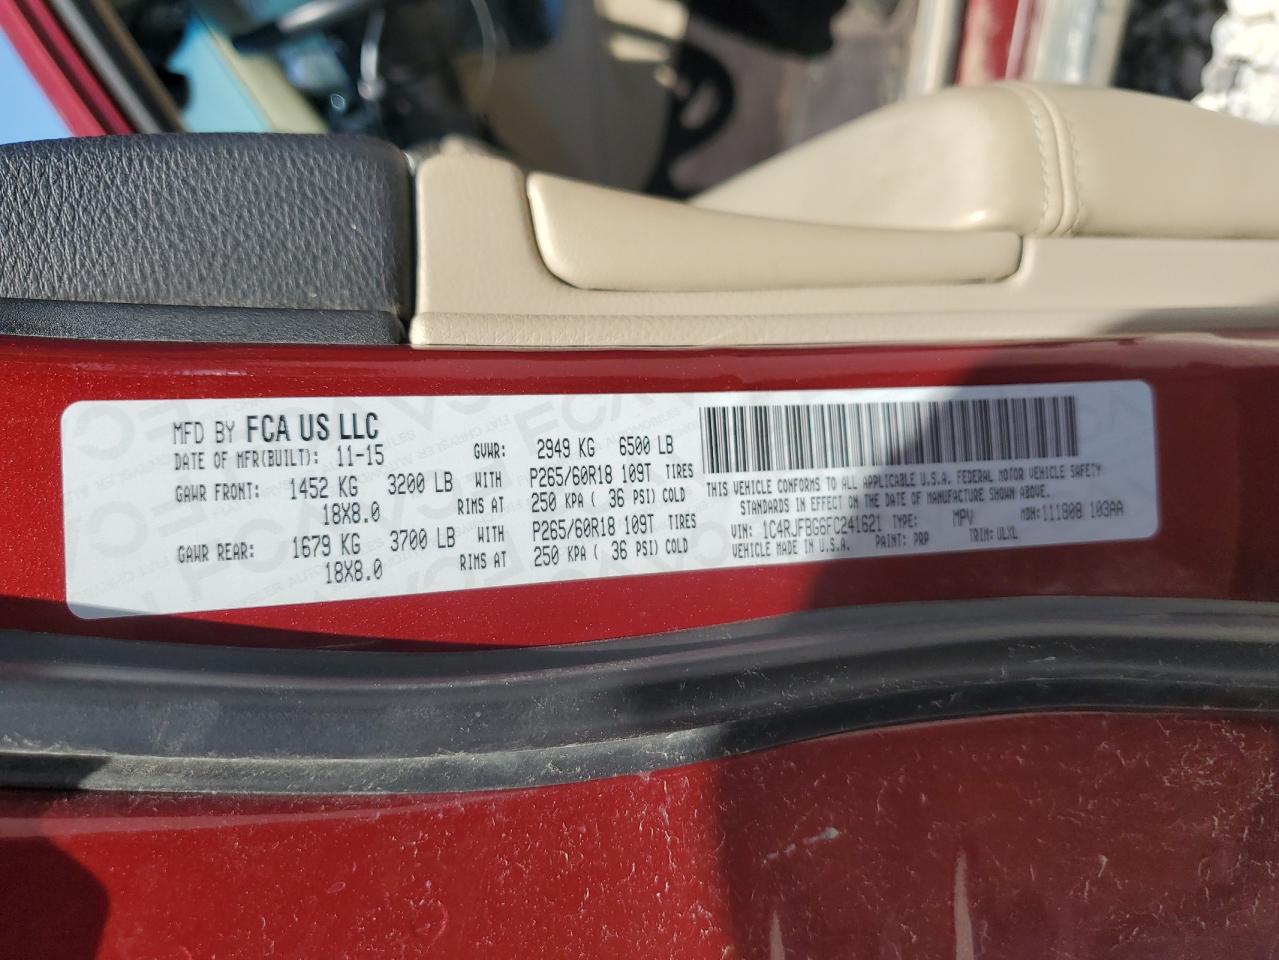 MFD BY FCA US LLC
DATE OF MFR(BUILT): 11-15 GVWR: 2949 KG 6500 LB
GAWR FRONT: 1452 KG 3200 LB WITH P265/60R18 109T TIRES
18X8.0 RIMS AT 250 KPA ( 36 PSI) COLD
GAWR REAR: 1679 KG 3700 LB WITH P265/60R18 109T TIRES
18X8.0 RIMS AT 250 KPA ( 36 PSI) COLD
THIS VEHICLE CONFORMS TO ALL APPLICABLE U.S.A. FEDERAL MOTOR VEHICLE SAFETY
STANDARDS IN EFFECT ON THE DATE OF MANUFACTURE SHOWN ABOVE.
VIN: 1C4RJFBG6FC241621 TYPE: MPV MDH:111808 103AA
VEHICLE MADE IN U.S.A. PAINT: PRP TRIM: ULXL